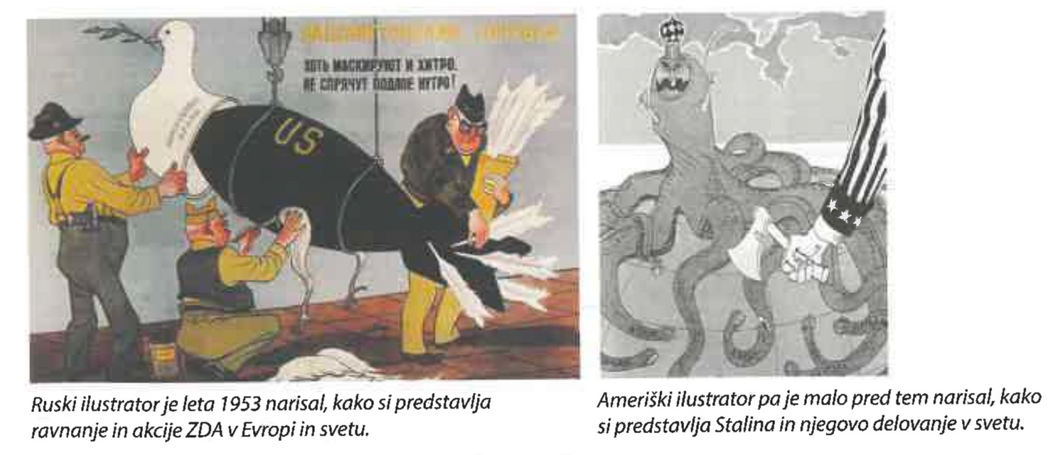 ХОТЬ МАСКИРУЮТ И ХИТРО,
НЕ СПРЯЧУТ ПОДЛОЕ НУТРО!
US
Ruski ilustrator je leta 1953 narisal, kako si predstavlja
ravnanje in akcije ZDA v Evropi in svetu.
Ameriški ilustrator pa je malo pred tem narisal, kako
si predstavlja Stalina in njegovo delovanje v svetu.